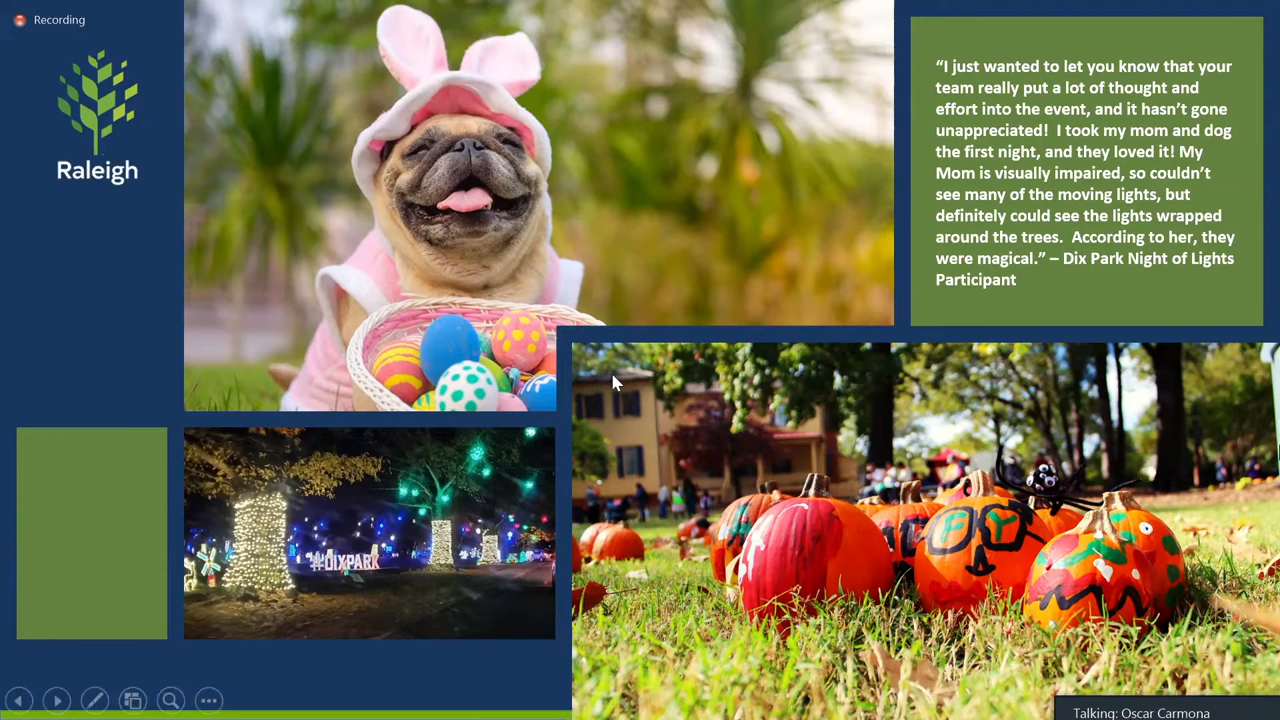 Recording
Raleigh
“I just wanted to let you know that your
team really put a lot of thought and
effort into the event, and it hasn’t gone
unappreciated!  I took my mom and dog
the first night, and they loved it! My
Mom is visually impaired, so couldn’t
see many of the moving lights, but
definitely could see the lights wrapped
around the trees.  According to her, they
were magical.” – Dix Park Night of Lights
Participant
#DIXPARK
FY
Talking: Oscar Carmona